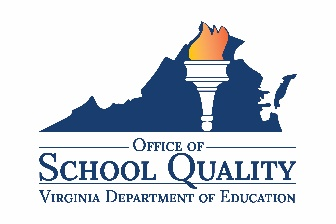 Office of
School Quality
Virginia Department of Education